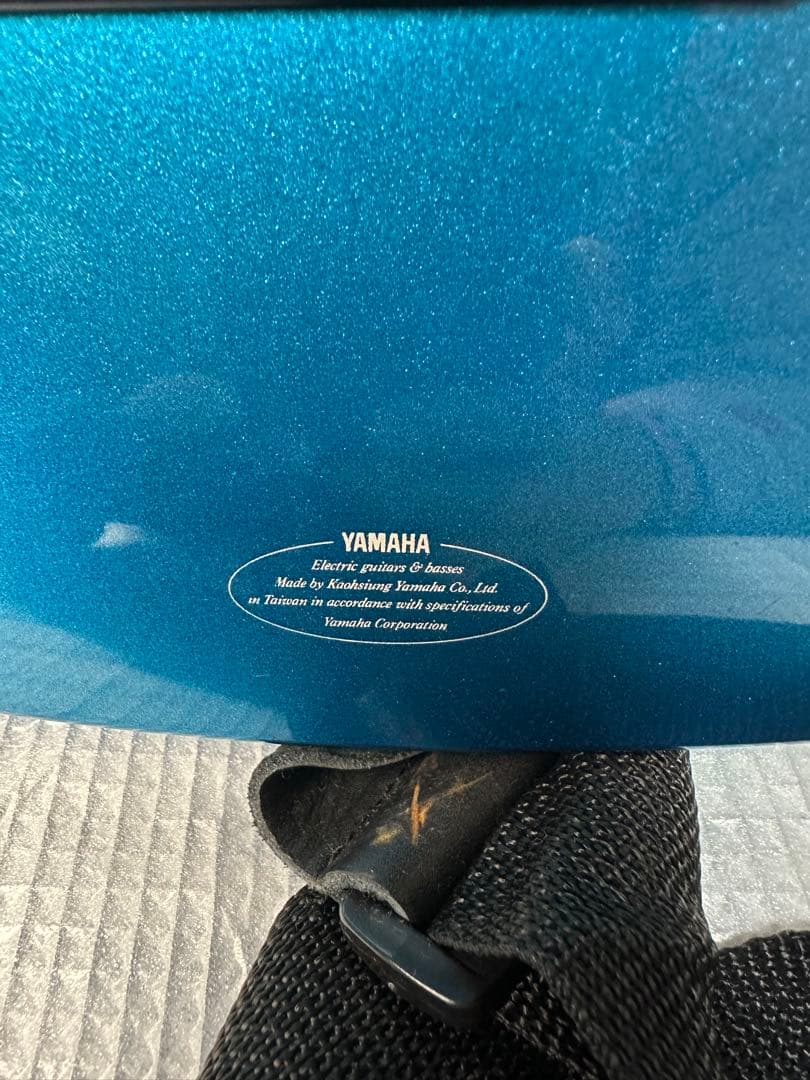 YAMAHA
Electric guitars & basses
Made by Kaohsiung Yamaha Co., Ltd.
in Taiwan in accordance with specifications of
Yamaha Corporation